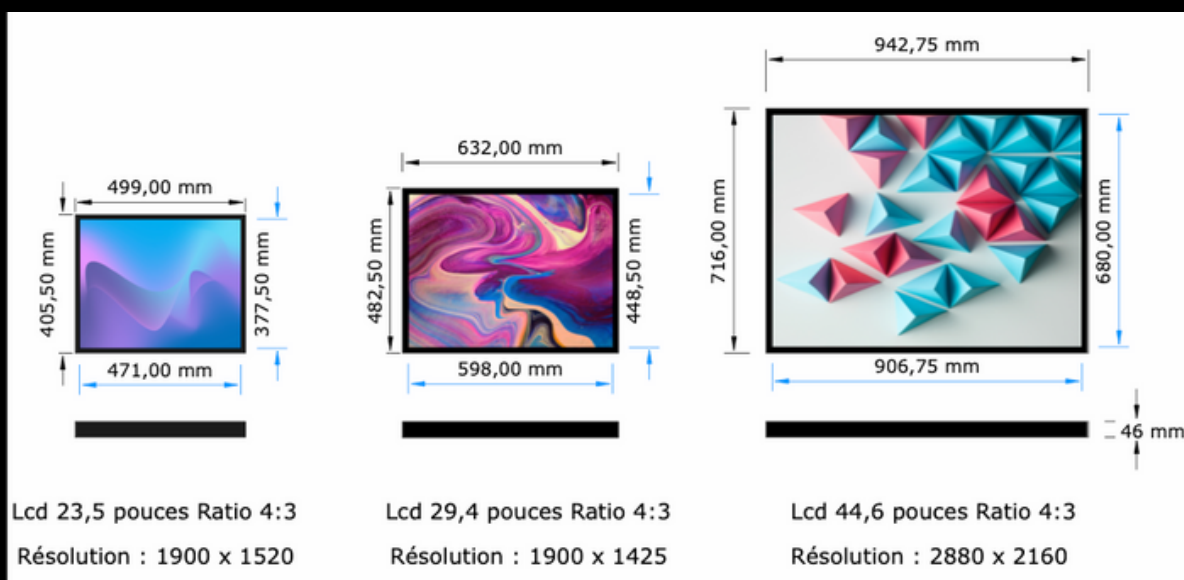 499,00 mm
405,50 mm
377,50 mm
471,00 mm
632,00 mm
482,50 mm
448,50 mm
598,00 mm
942,75 mm
716,00 mm
680,00 mm
906,75 mm
46 mm
Lcd 23,5 pouces Ratio 4:3
Résolution : 1900 x 1520
Lcd 29,4 pouces Ratio 4:3
Résolution : 1900 x 1425
Lcd 44,6 pouces Ratio 4:3
Résolution : 2880 x 2160